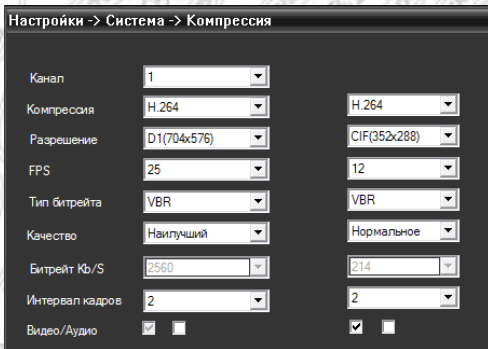 Настройки -> Система -> Компрессия
Канал 1
Компрессия H.264 H.264
Разрешение D1(704x576) CIF(352x288)
FPS 25 12
Тип битрейта VBR VBR
Качество Наилучший Нормальное
Битрейт Kb/S 2560 214
Интервал кадров 2 2
Видео/Аудио